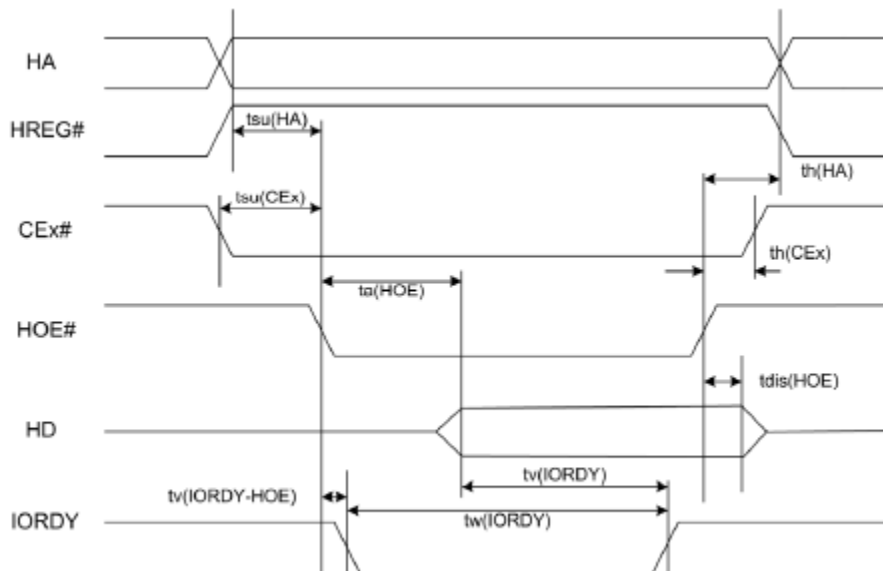 HA
tsu(HA)
HREG#
th(HA)
tsu(CEx)
CEx#
th(CEx)
ta(HOE)
HOE#
tdis(HOE)
HD
tv(IORDY)
tv(IORDY-HOE)
tw(IORDY)
IORDY